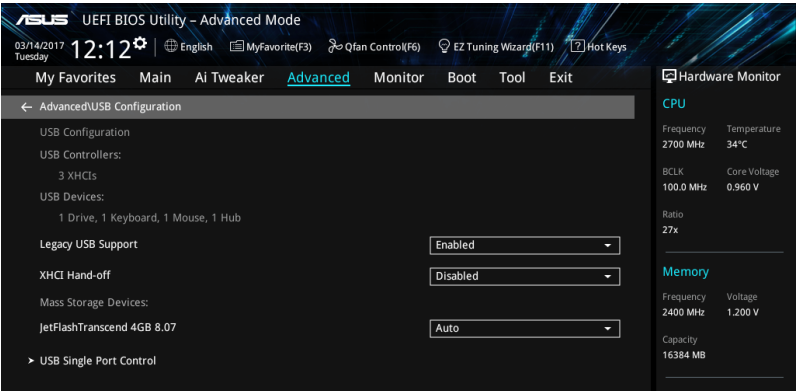 ASUS UEFI BIOS Utility – Advanced Mode
03/14/2017 Tuesday 12:12 English MyFavorite(F3) Qfan Control(F6) EZ Tuning Wizard(F11) ? Hot Keys
My Favorites Main Ai Tweaker Advanced Monitor Boot Tool Exit
Hardware Monitor
Advanced\USB Configuration
USB Configuration
USB Controllers:
3 XHCIs
USB Devices:
1 Drive, 1 Keyboard, 1 Mouse, 1 Hub
Legacy USB Support Enabled
XHCI Hand-off Disabled
Mass Storage Devices:
JetFlashTranscend 4GB 8.07 Auto
USB Single Port Control
CPU
Frequency Temperature
2700 MHz 34°C
BCLK Core Voltage
100.0 MHz 0.960 V
Ratio
27x
Memory
Frequency Voltage
2400 MHz 1.200 V
Capacity
16384 MB